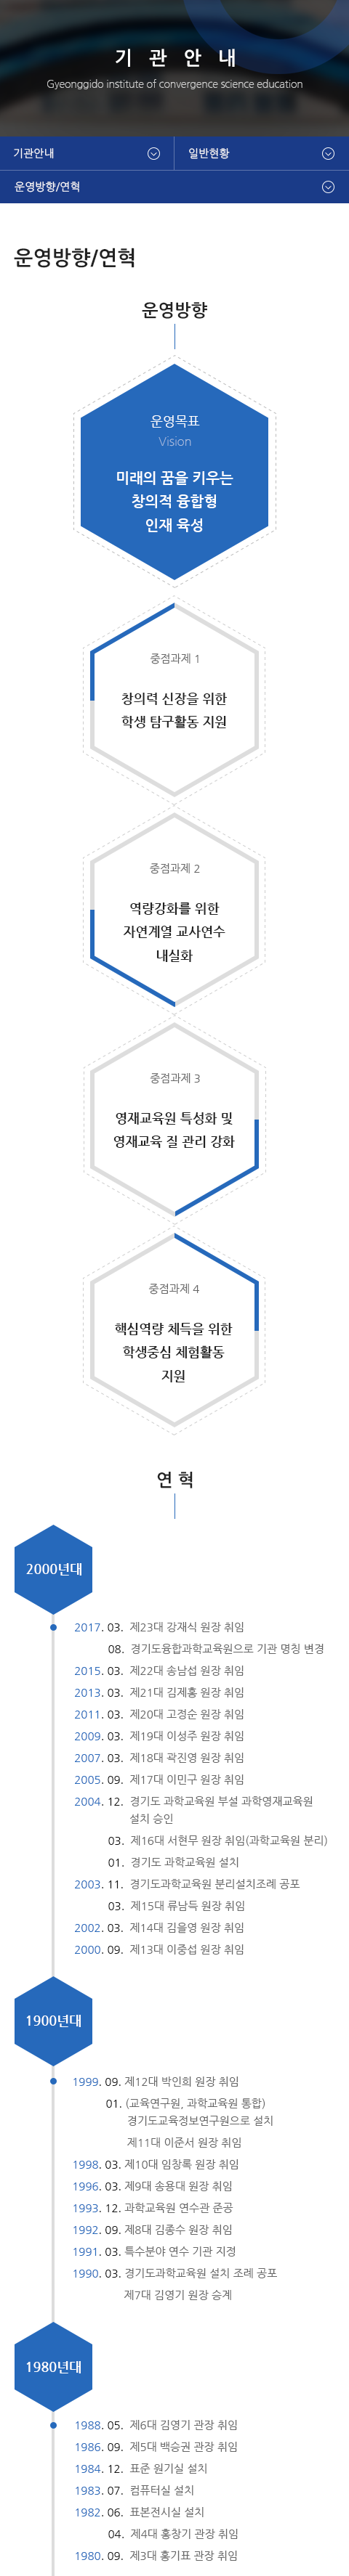 기 관 안 내
Gyeonggido institute of convergence science education
기관안내
일반현황
운영방향/연혁
운영방향/연혁
운영방향
운영목표
Vision
미래의 꿈을 키우는
창의적 융합형
인재 육성
중점과제 1
창의력 신장을 위한
학생 탐구활동 지원
중점과제 2
역량강화를 위한
자연계열 교사연수
내실화
중점과제 3
영재교육원 특성화 및
영재교육 질 관리 강화
중점과제 4
핵심역량 체득을 위한
학생중심 체험활동
지원
연 혁
2000년대
2017. 03. 제23대 강재식 원장 취임
08. 경기도융합과학교육원으로 기관 명칭 변경
2015. 03. 제22대 송남섭 원장 취임
2013. 03. 제21대 김제홍 원장 취임
2011. 03. 제20대 고정순 원장 취임
2009. 03. 제19대 이성주 원장 취임
2007. 03. 제18대 곽진영 원장 취임
2005. 09. 제17대 이민구 원장 취임
2004. 12. 경기도 과학교육원 부설 과학영재교육원
설치 승인
03. 제16대 서현무 원장 취임(과학교육원 분리)
01. 경기도 과학교육원 설치
2003. 11. 경기도과학교육원 분리설치조례 공포
03. 제15대 류남득 원장 취임
2002. 03. 제14대 김을영 원장 취임
2000. 09. 제13대 이중섭 원장 취임
1900년대
1999. 09. 제12대 박인희 원장 취임
01. (교육연구원, 과학교육원 통합)
경기도교육정보연구원으로 설치
제11대 이준서 원장 취임
1998. 03. 제10대 임창록 원장 취임
1996. 03. 제9대 송용대 원장 취임
1993. 12. 과학교육원 연수관 준공
1992. 09. 제8대 김종수 원장 취임
1991. 03. 특수분야 연수 기관 지정
1990. 03. 경기도과학교육원 설치 조례 공포
제7대 김영기 원장 승계
1980년대
1988. 05. 제6대 김영기 관장 취임
1986. 09. 제5대 백승권 관장 취임
1984. 12. 표준 원기실 설치
1983. 07. 컴퓨터실 설치
1982. 06. 표본전시실 설치
04. 제4대 홍창기 관장 취임
1980. 09. 제3대 홍기표 관장 취임